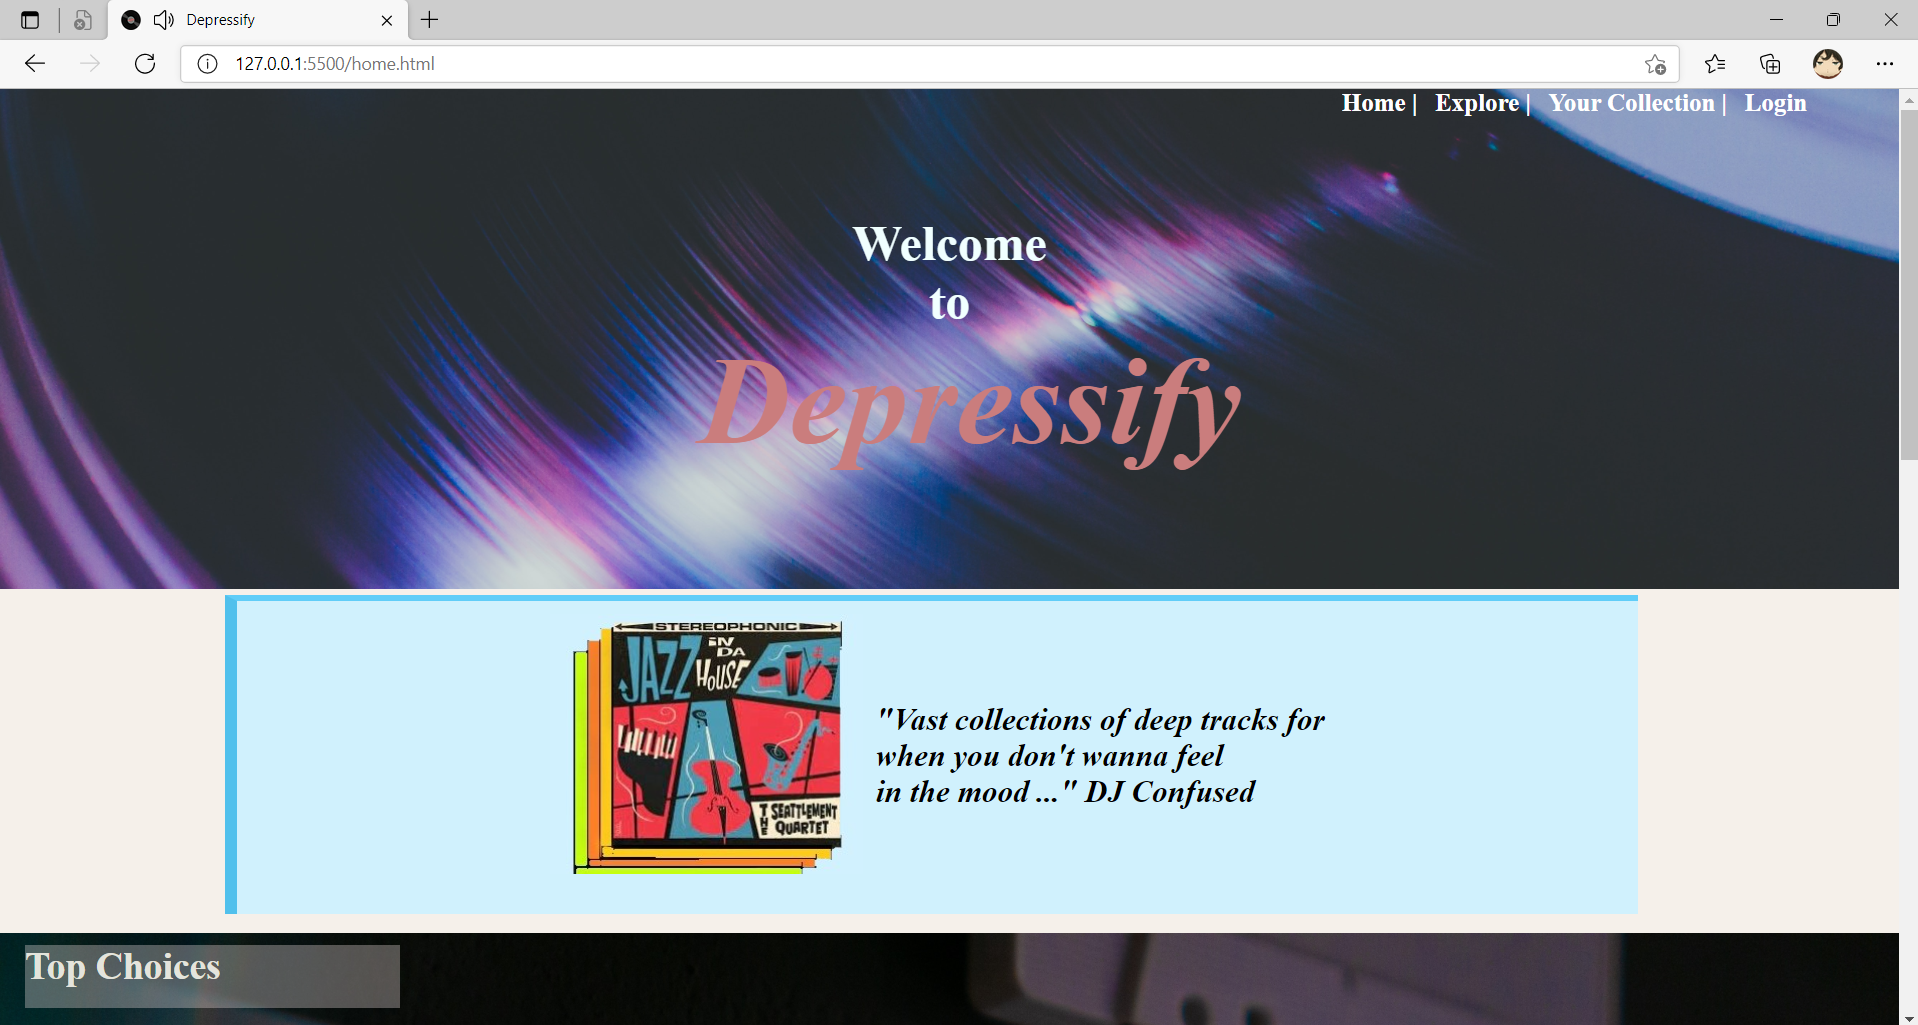 Depressify
127.0.0.1:5500/home.html
Home | Explore | Your Collection | Login
Welcome
to
Depressify
STEREOPHONIC
JAZZ iN DA HOUSE
THE SEATTLEMENT QUARTET
"Vast collections of deep tracks for
when you don't wanna feel
in the mood ..." DJ Confused
Top Choices